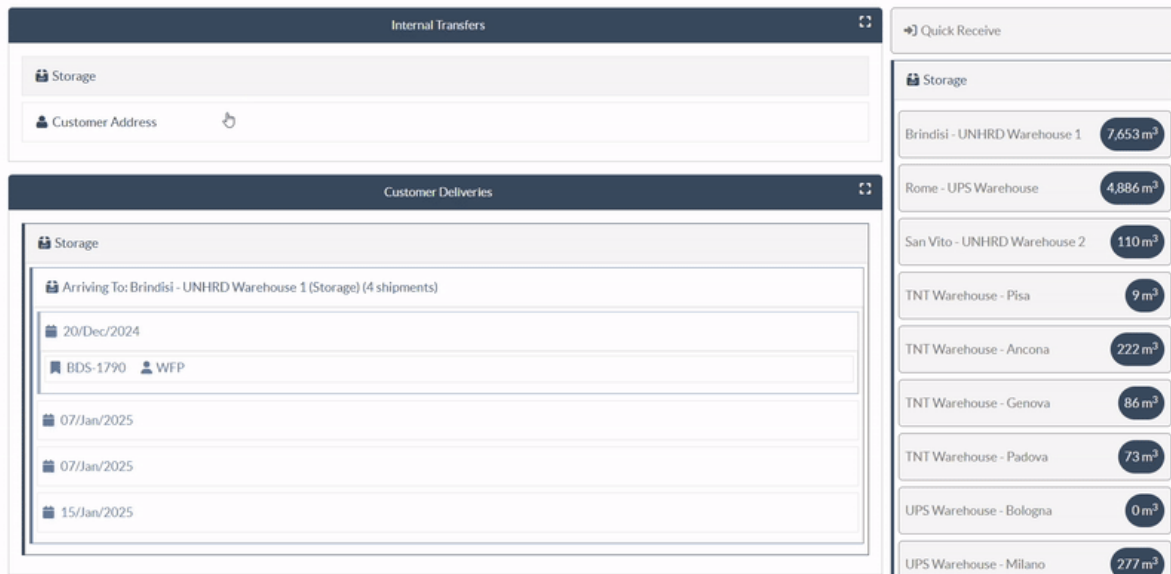 Internal Transfers
Storage
Customer Address
Customer Deliveries
Storage
Arriving To: Brindisi - UNHRD Warehouse 1 (Storage) (4 shipments)
20/Dec/2024
BDS-1790 WFP
07/Jan/2025
07/Jan/2025
15/Jan/2025
Quick Receive
Storage
Brindisi - UNHRD Warehouse 1 7,653 m³
Rome - UPS Warehouse 4,886 m³
San Vito - UNHRD Warehouse 2 110 m³
TNT Warehouse - Pisa 9 m³
TNT Warehouse - Ancona 222 m³
TNT Warehouse - Genova 86 m³
TNT Warehouse - Padova 73 m³
UPS Warehouse - Bologna 0 m³
UPS Warehouse - Milano 277 m³